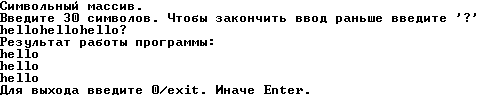 Символьный массив.
Введите 30 символов. Чтобы закончить ввод раньше введите '?'
hellohellohello?
Результат работы программы:
hello
hello
hello
Для выхода введите 0/exit. Иначе Enter.